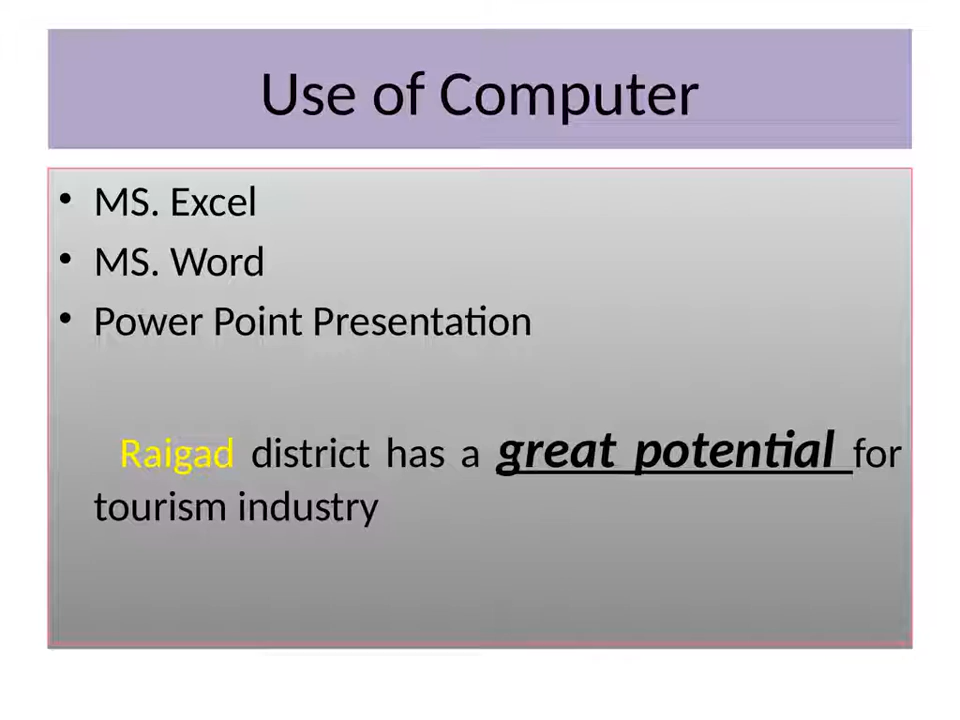 Use of Computer
• MS. Excel
• MS. Word
• Power Point Presentation
Raigad district has a great potential for
tourism industry